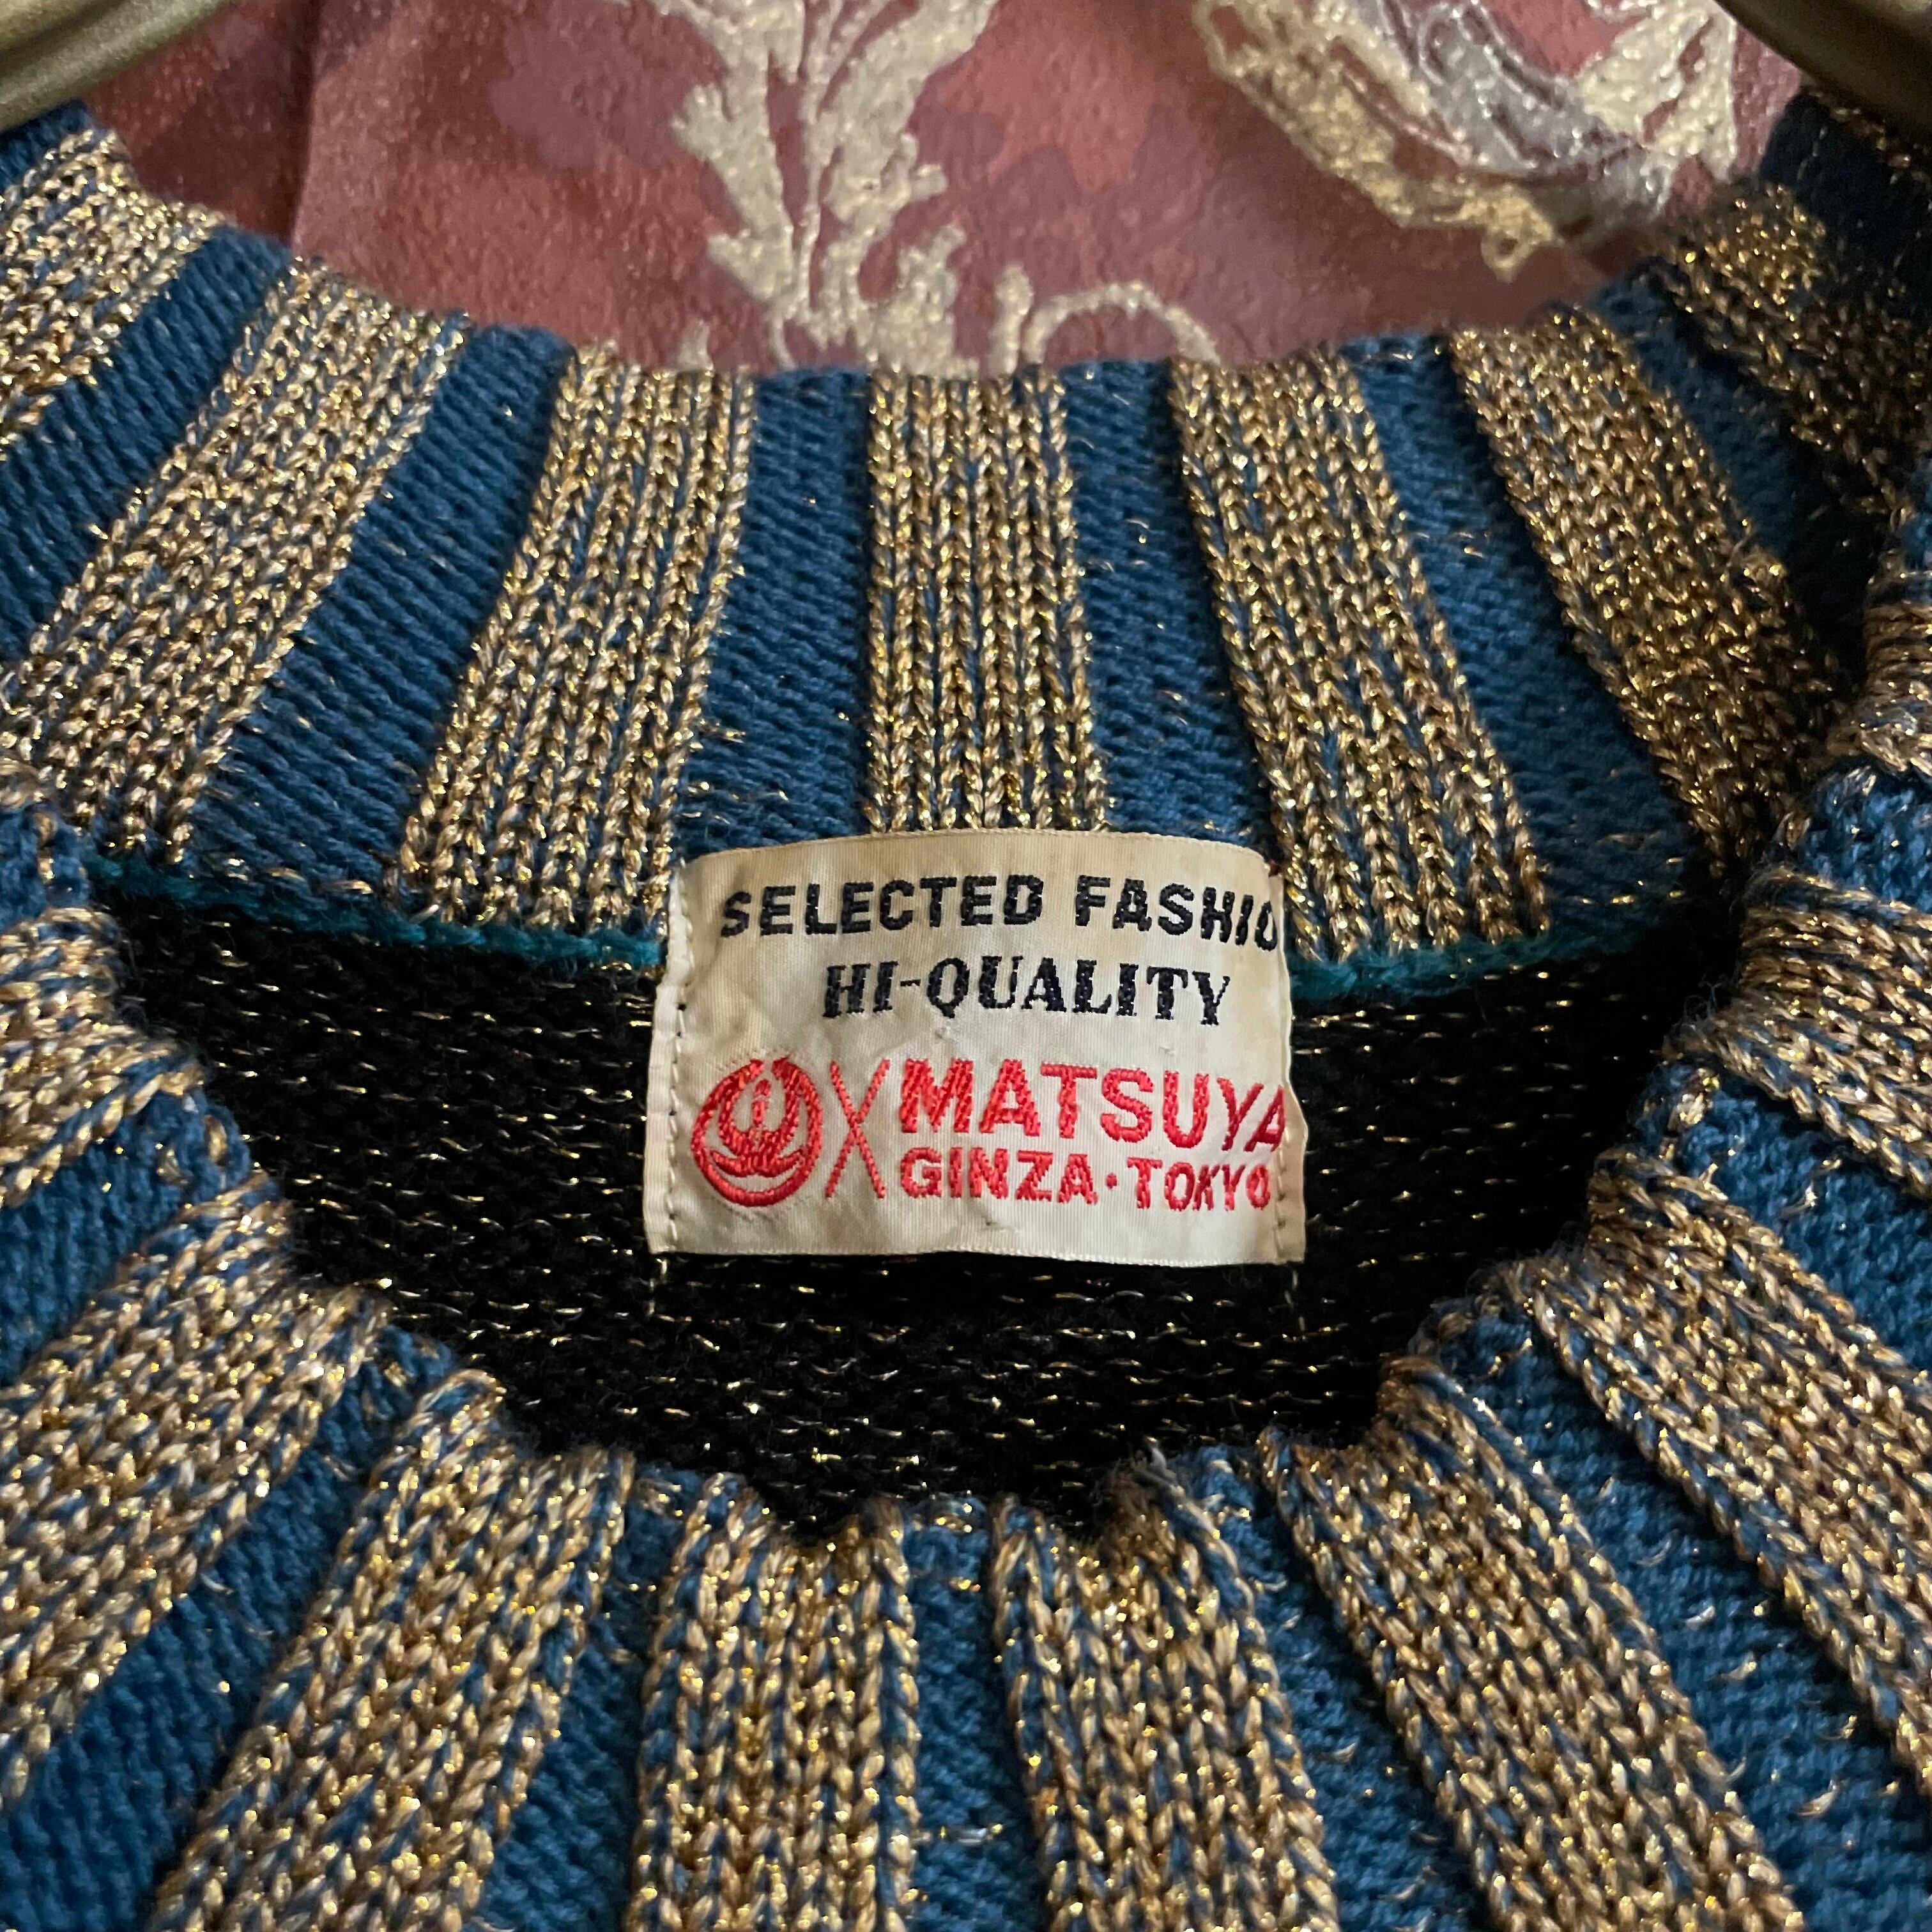 SELECTED FASHIO
HI-QUALITY
MATSUYA
GINZA・TOKYO